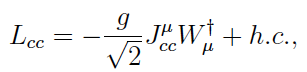 $L_{cc} = -\frac{g}{\sqrt{2}} J^{\mu}_{cc} W^{\dagger}_{\mu} + h.c.,$